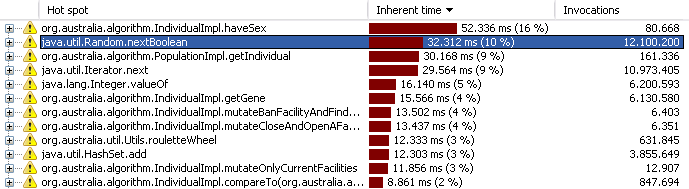 Hot spot Inherent time Invocations
org.australia.algorithm.IndividualImpl.haveSex 52.336 ms (16 %) 80.668
java.util.Random.nextBoolean 32.312 ms (10 %) 12.100.200
org.australia.algorithm.PopulationImpl.getIndividual 30.168 ms (9 %) 161.336
java.util.Iterator.next 29.564 ms (9 %) 10.973.405
java.lang.Integer.valueOf 16.140 ms (5 %) 6.200.593
org.australia.algorithm.IndividualImpl.getGene 15.566 ms (4 %) 6.130.580
org.australia.algorithm.IndividualImpl.mutateBanFacilityAndFind... 13.502 ms (4 %) 6.403
org.australia.algorithm.IndividualImpl.mutateCloseAndOpenAFa... 13.437 ms (4 %) 6.351
org.australia.util.Utils.rouletteWheel 12.333 ms (3 %) 631.845
java.util.HashSet.add 12.303 ms (3 %) 3.855.649
org.australia.algorithm.IndividualImpl.mutateOnlyCurrentFacilities 11.856 ms (3 %) 12.907
org.australia.algorithm.IndividualImpl.compareTo(org.australia.a... 8.861 ms (2 %) 847.694